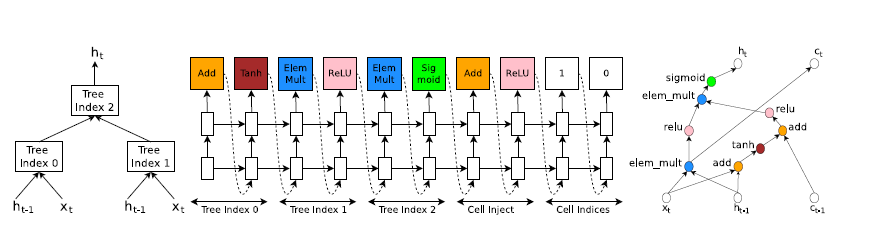 h_t
Tree
Index 2
Tree
Index 0
Tree
Index 1
h_t-1
x_t
h_t-1
x_t
Add
Tanh
Elem
Mult
ReLU
Elem
Mult
Sig
moid
Add
ReLU
1
0
Tree Index 0
Tree Index 1
Tree Index 2
Cell Inject
Cell Indices
h_t
c_t
sigmoid
elem_mult
relu
relu
add
tanh
elem_mult
add
x_t
h_t-1
c_t-1